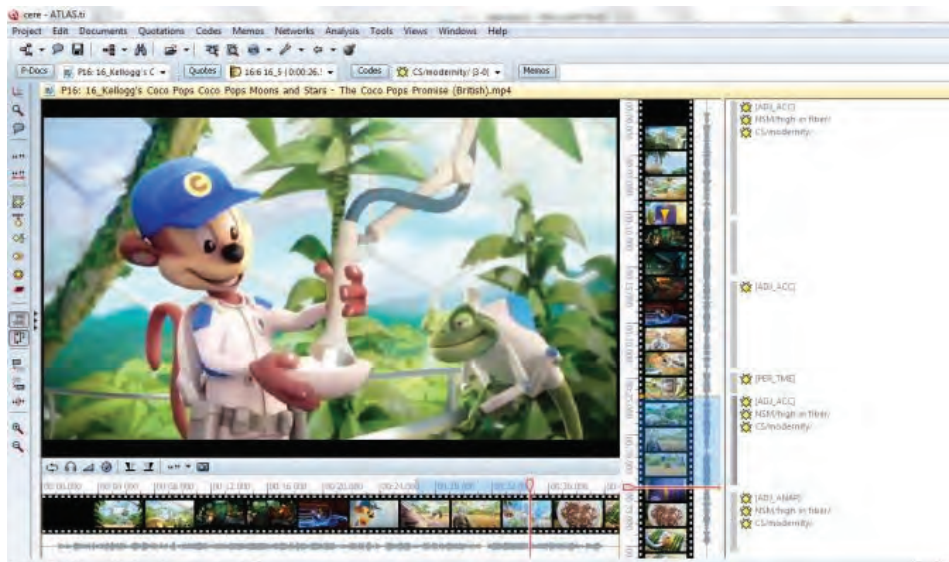 cere - ATLAS.ti
Project Edit Documents Quotations Codes Memos Networks Analysis Tools Views Windows Help
P-Docs P16: 16_Kellogg's C Quotes 16:6 16_5 | 0:00:26. Codes CS/modernity/ {3-0} Memos
P16: 16_Kellogg's Coco Pops Coco Pops Moons and Stars - The Coco Pops Promise (British).mp4
C
[ADJ_ACC]
NSM/high in fiber/
CS/modernity/
[ADJ_ACC]
[PER_TME]
[ADJ_ACC]
NSM/high in fiber/
CS/modernity/
[ADJ_ANAP]
NSM/high in fiber/
CS/modernity/